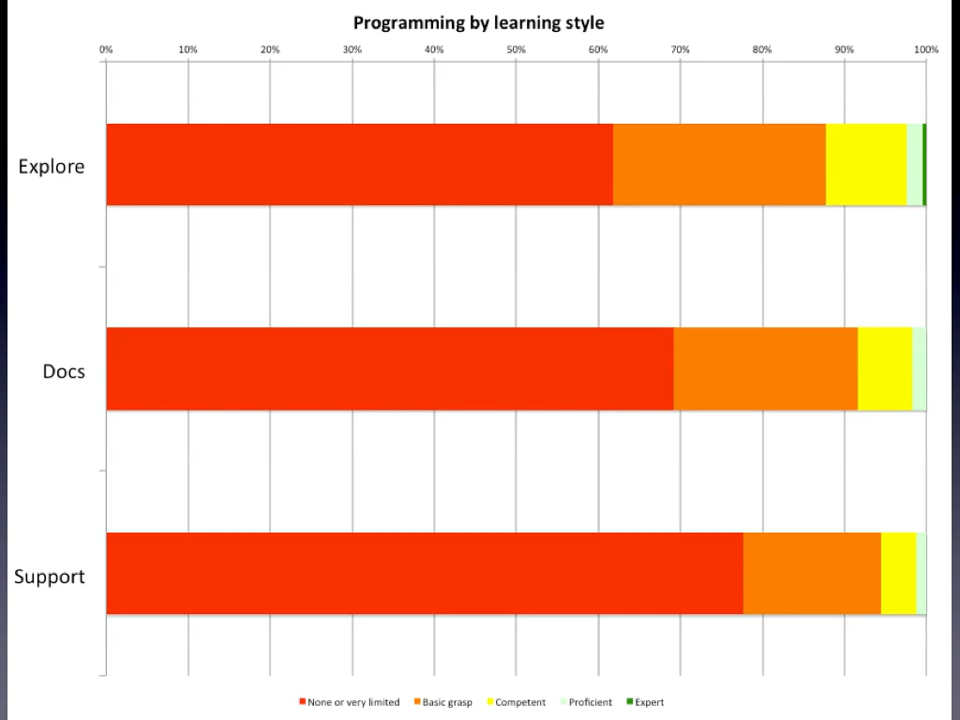 Programming by learning style
0% 10% 20% 30% 40% 50% 60% 70% 80% 90% 100%
Explore
Docs
Support
None or very limited Basic grasp Competent Proficient Expert